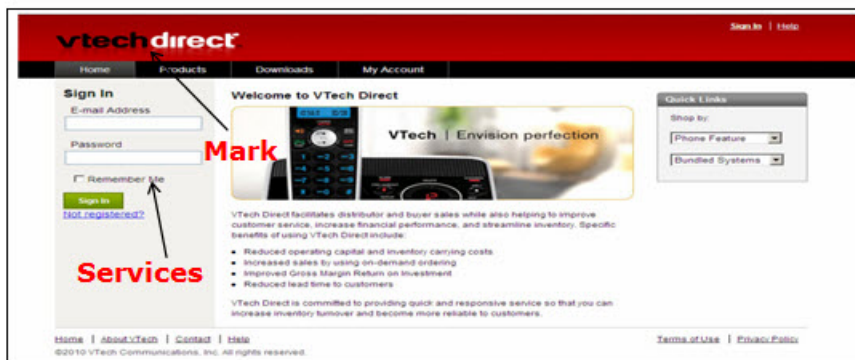 vtechdirect
Sign In | Help
Home Products Downloads My Account
Sign In
E-mail Address
Password
Remember Me
Sign In
Not registered?
Mark
Services
Welcome to VTech Direct
VTech | Envision perfection
VTech Direct facilitates distributor and buyer sales while also helping to improve
customer service, increase financial performance, and streamline inventory. Specific
benefits of using VTech Direct include:
• Reduced operating capital and inventory carrying costs
• Increased sales by using on-demand ordering
• Improved Gross Margin Return on Investment
• Reduced lead time to customers
VTech Direct is committed to providing quick and responsive service so that you can
increase inventory turnover and become more reliable to customers.
Quick Links
Shop by:
Phone Feature
Bundled Systems
Home | About VTech | Contact | Help
Terms of Use | Privacy Policy
©2010 VTech Communications, Inc. All rights reserved.